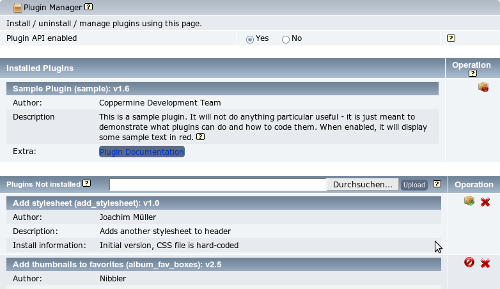 Plugin Manager ?
Install / uninstall / manage plugins using this page.
Plugin API enabled Yes No ?
Installed Plugins Operation ?
Sample Plugin (sample): v1.6
Author: Coppermine Development Team
Description This is a sample plugin. It will not do anything particular useful - it is just meant to
demonstrate what plugins can do and how to code them. When enabled, it will display
some sample text in red. ?
Extra: Plugin Documentation
Plugins Not installed ? Durchsuchen... Upload ? Operation
Add stylesheet (add_stylesheet): v1.0
Author: Joachim Müller
Description: Adds another stylesheet to header
Install information: Initial version, CSS file is hard-coded
Add thumbnails to favorites (album_fav_boxes): v2.5
Author: Nibbler